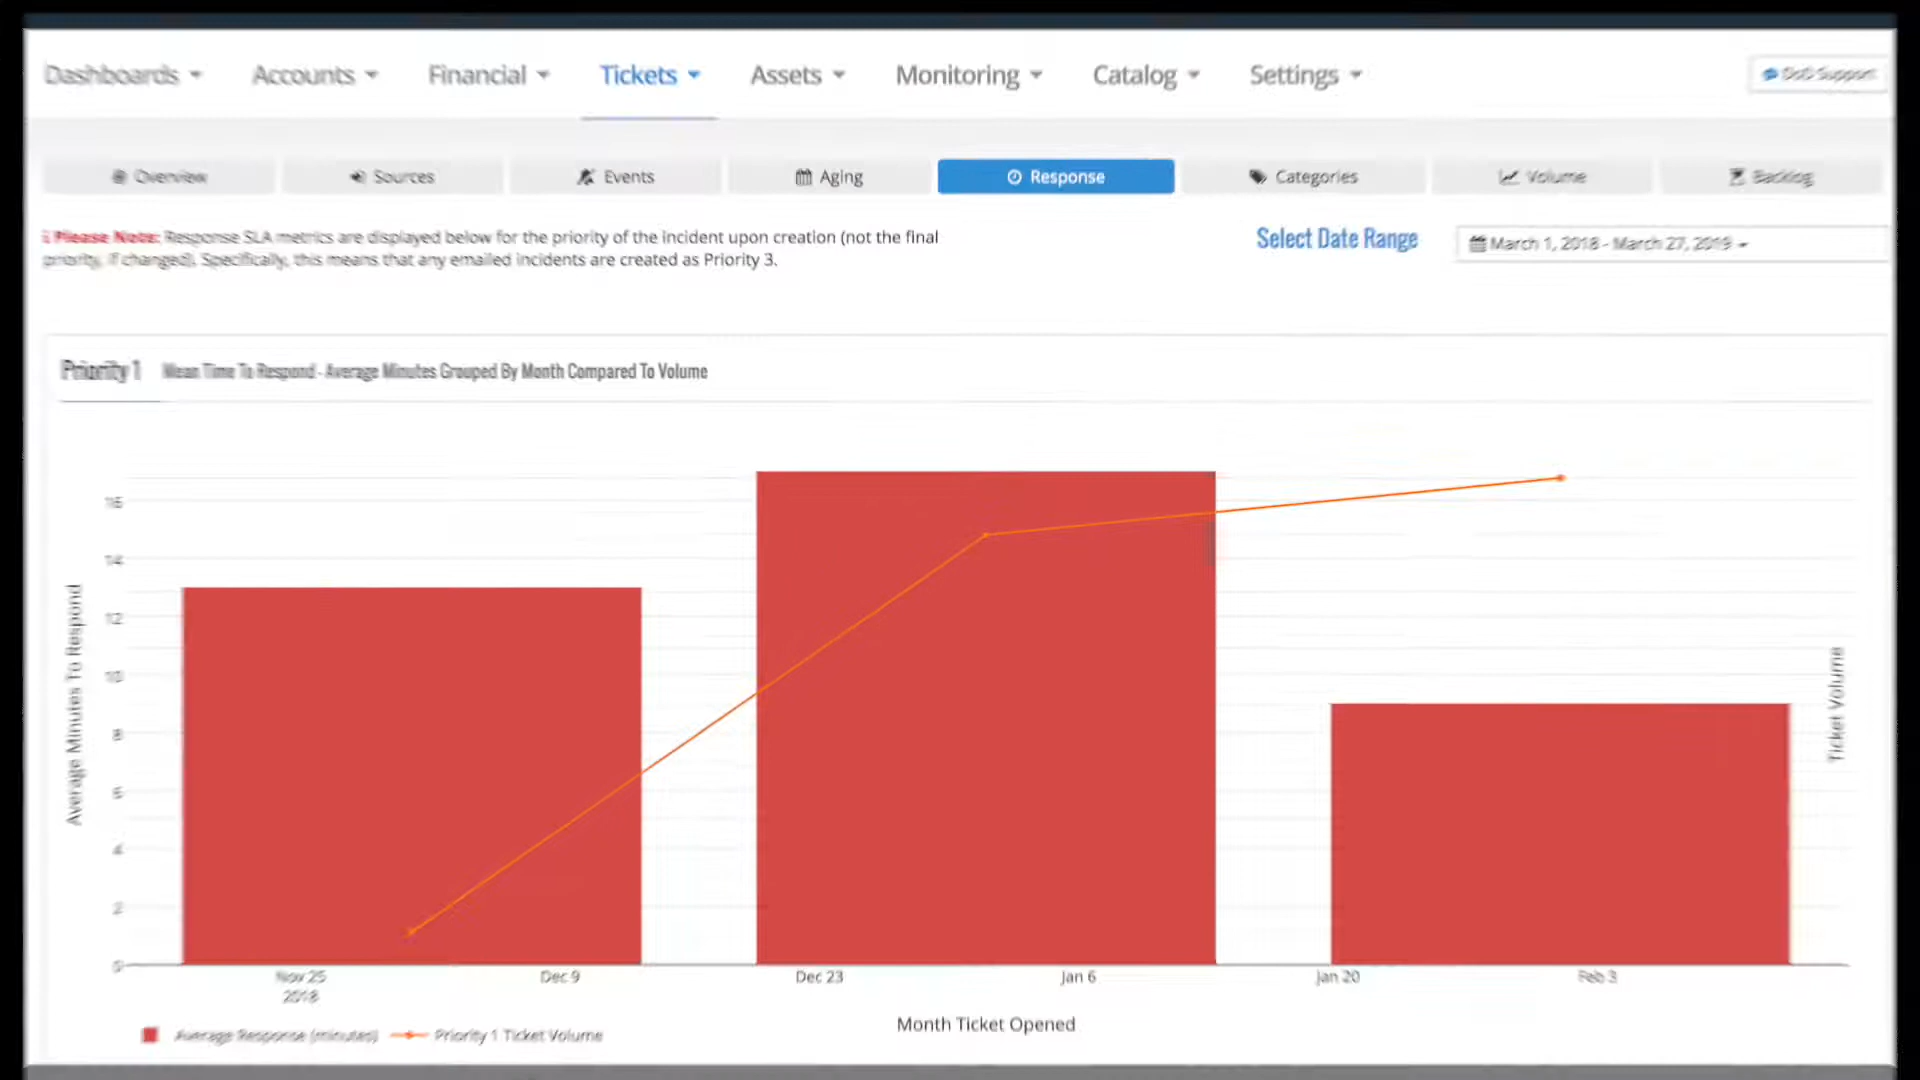 Dashboards Accounts Financial Tickets Assets Monitoring Catalog Settings
Support
Overview Sources Events Aging Response Categories Volume Backlog
Please Note: Response SLA metrics are displayed below for the priority of the incident upon creation (not the final
priority, if changed). Specifically, this means that any emailed incidents are created as Priority 3.
Select Date Range
March 1, 2018 - March 27, 2019
Priority 1 Mean Time To Respond - Average Minutes Grouped By Month Compared To Volume
Average Minutes To Respond
16
14
12
10
8
6
4
2
0
Ticket Volume
Nov 25 Dec 9 Dec 23 Jan 6 Jan 20 Feb 3
2018
Month Ticket Opened
Average Response (minutes) Priority 1 Ticket Volume